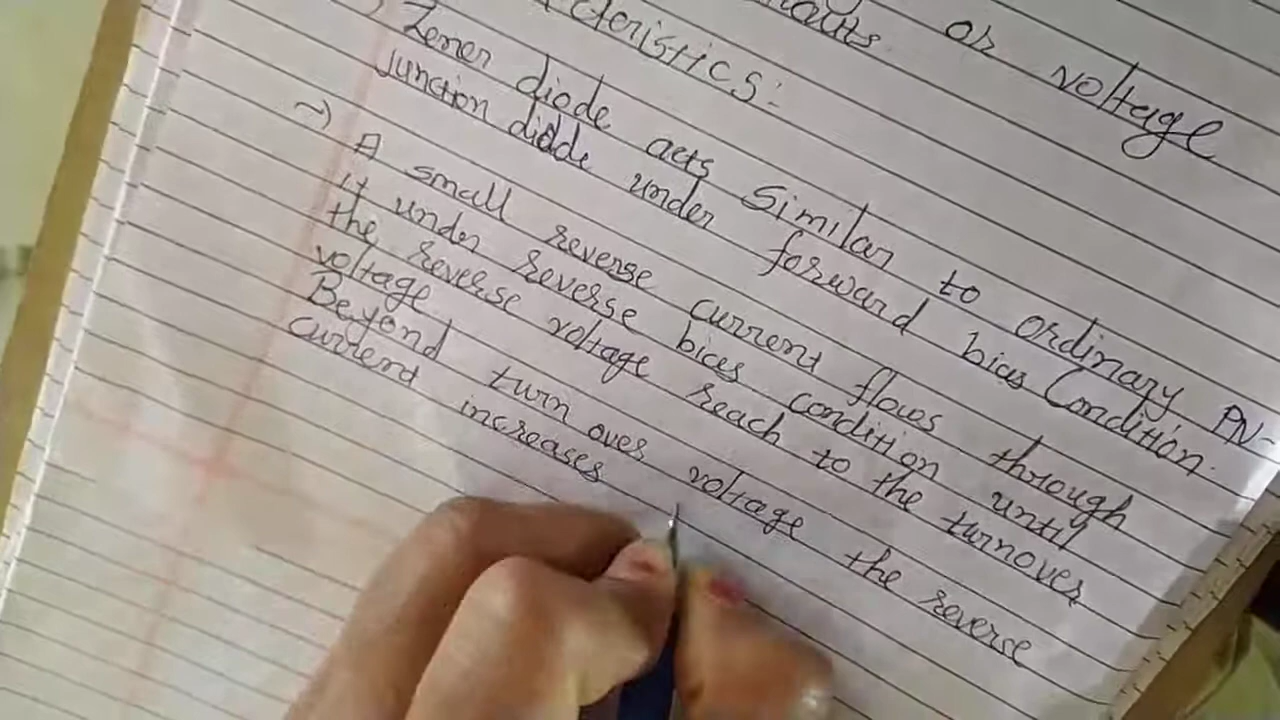 or voltage
cteristics:-
Zener diode acts similar to ordinary PN-
Junction diode under forward bias Condition.
→ A small reverse current flows through
it under reverse bias condition until
the reverse voltage reach to the turnover
voltage.
Beyond turn over voltage the reverse
current increases